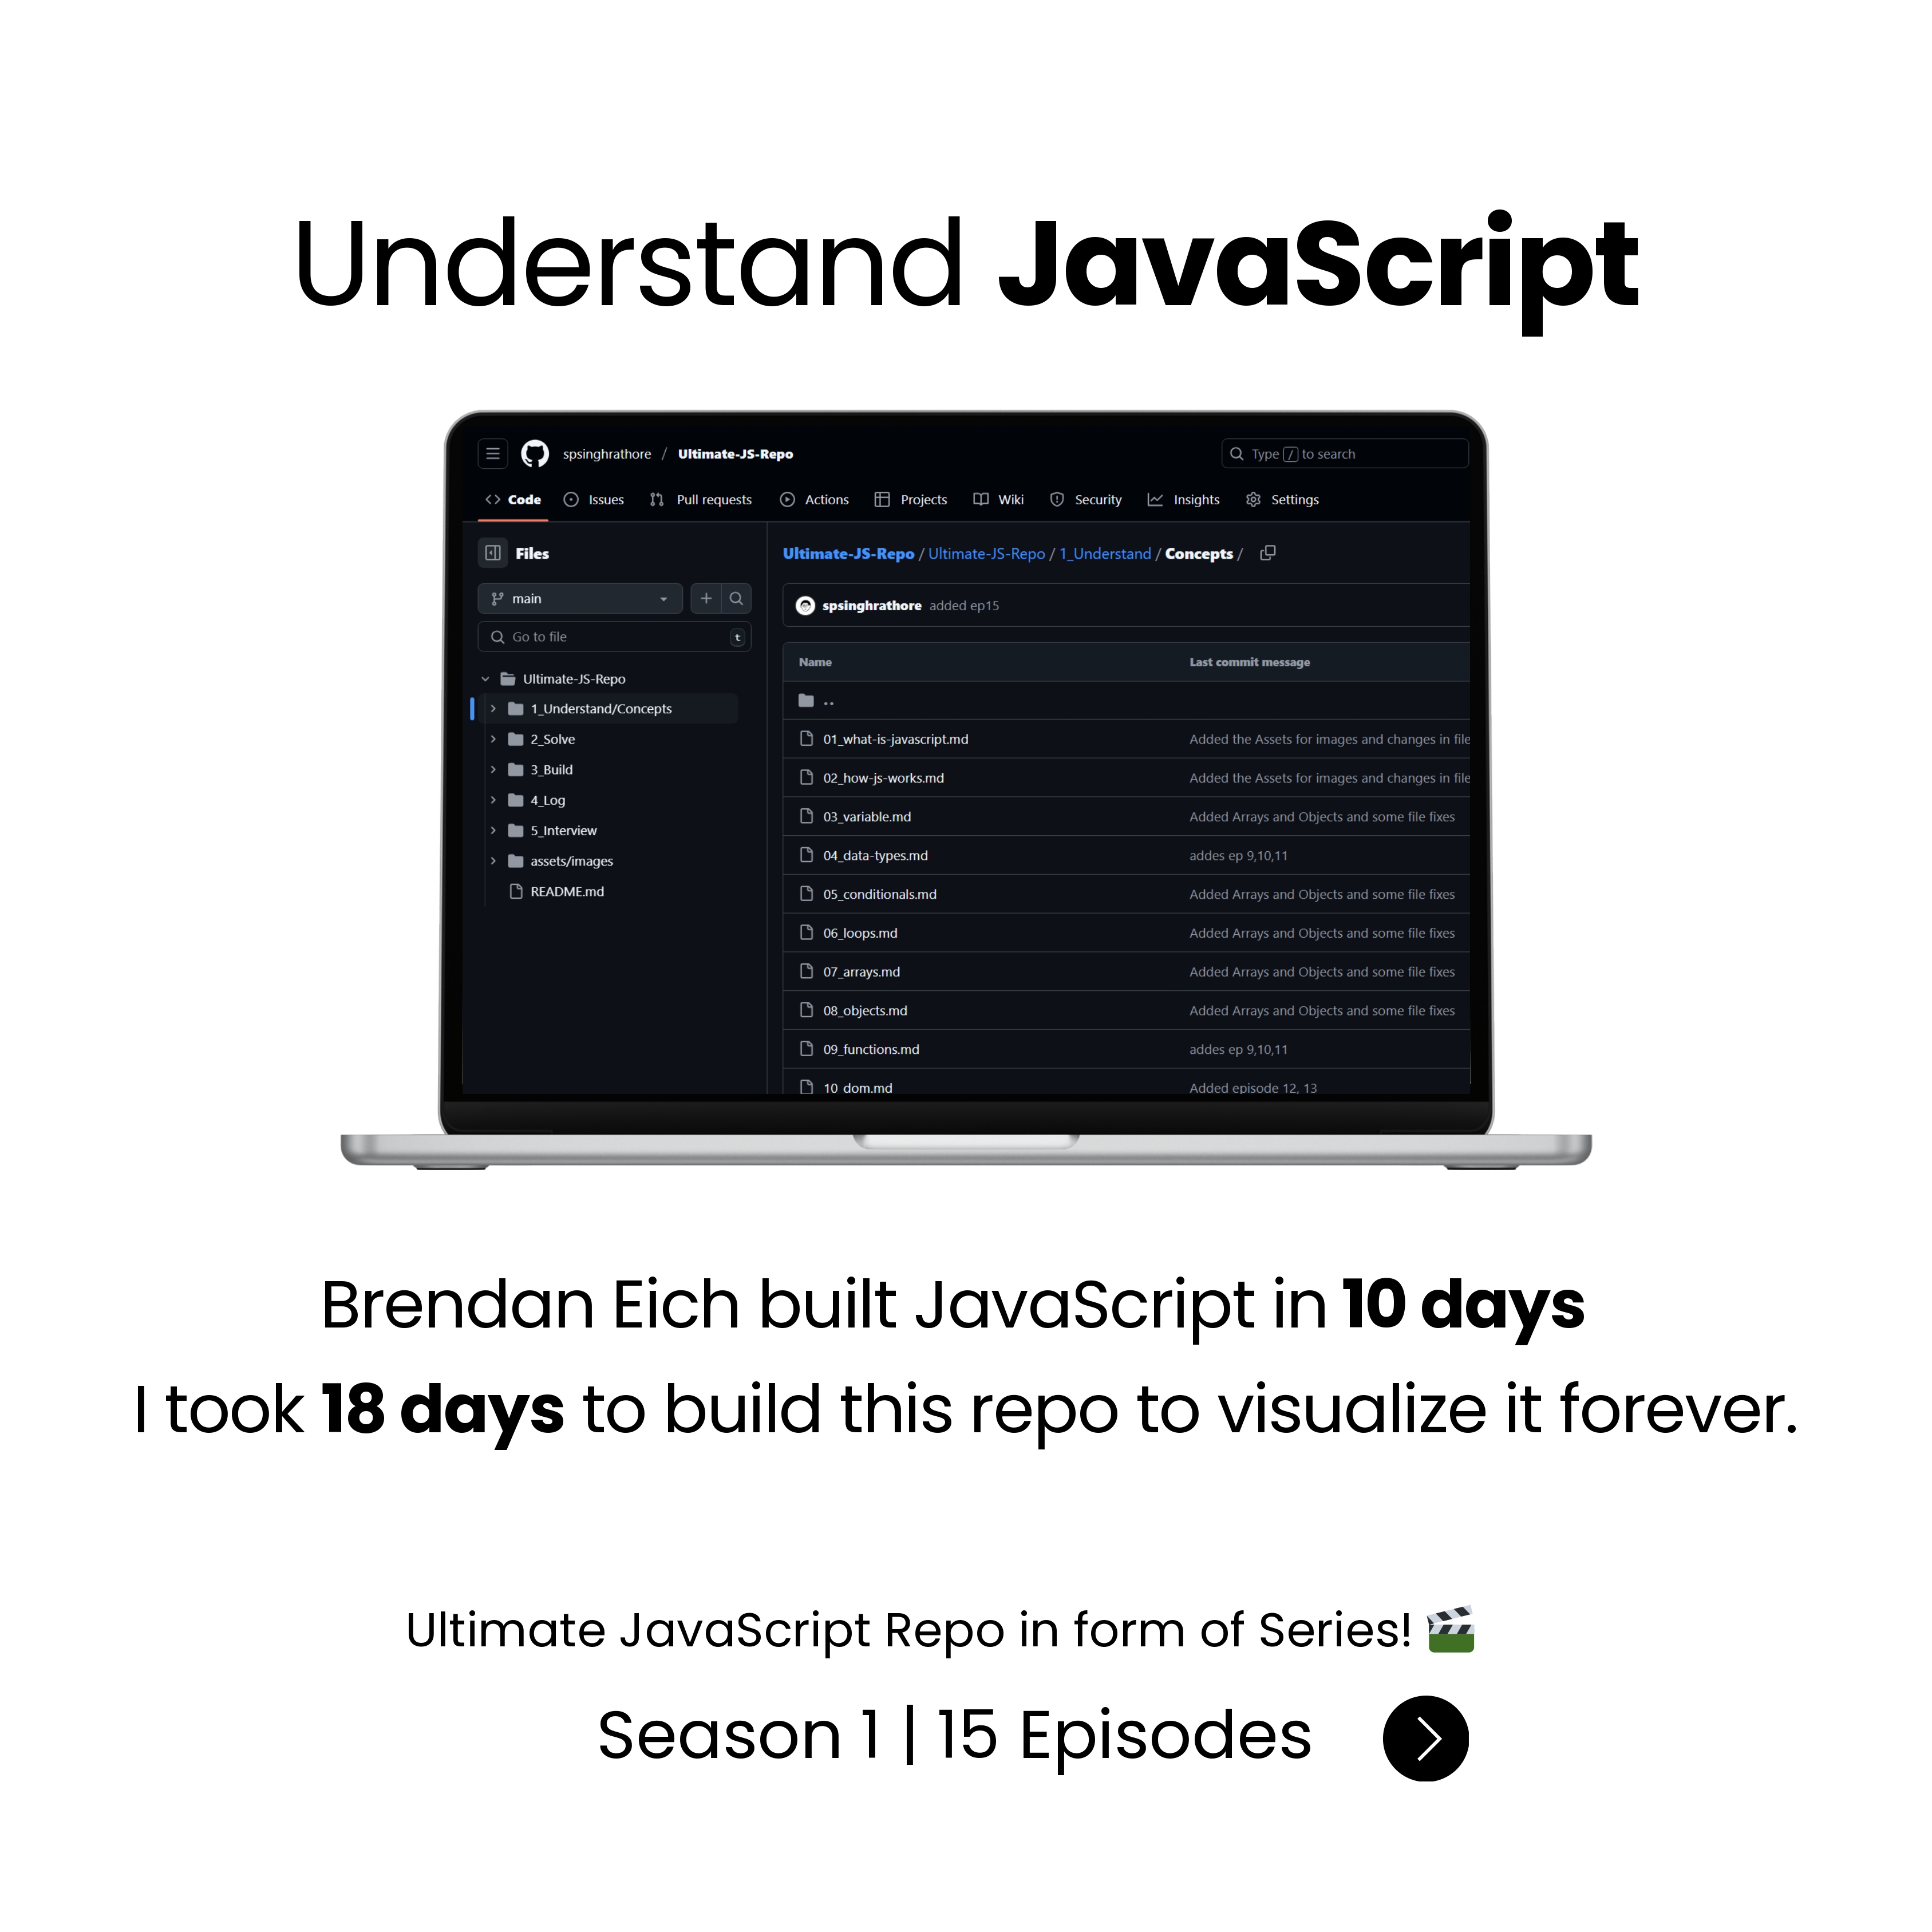 Understand JavaScript
spsinghrathore / Ultimate-JS-Repo
Type / to search
Code Issues Pull requests Actions Projects Wiki Security Insights Settings
Files
main
Go to file t
Ultimate-JS-Repo
1_Understand/Concepts
2_Solve
3_Build
4_Log
5_Interview
assets/images
README.md
Ultimate-JS-Repo / Ultimate-JS-Repo / 1_Understand / Concepts /
spsinghrathore added ep15
Name Last commit message
..
01_what-is-javascript.md Added the Assets for images and changes in file
02_how-js-works.md Added the Assets for images and changes in file
03_variable.md Added Arrays and Objects and some file fixes
04_data-types.md addes ep 9,10,11
05_conditionals.md Added Arrays and Objects and some file fixes
06_loops.md Added Arrays and Objects and some file fixes
07_arrays.md Added Arrays and Objects and some file fixes
08_objects.md Added Arrays and Objects and some file fixes
09_functions.md addes ep 9,10,11
10_dom.md Added episode 12, 13
Brendan Eich built JavaScript in 10 days
I took 18 days to build this repo to visualize it forever.
Ultimate JavaScript Repo in form of Series! 🎬
Season 1 | 15 Episodes